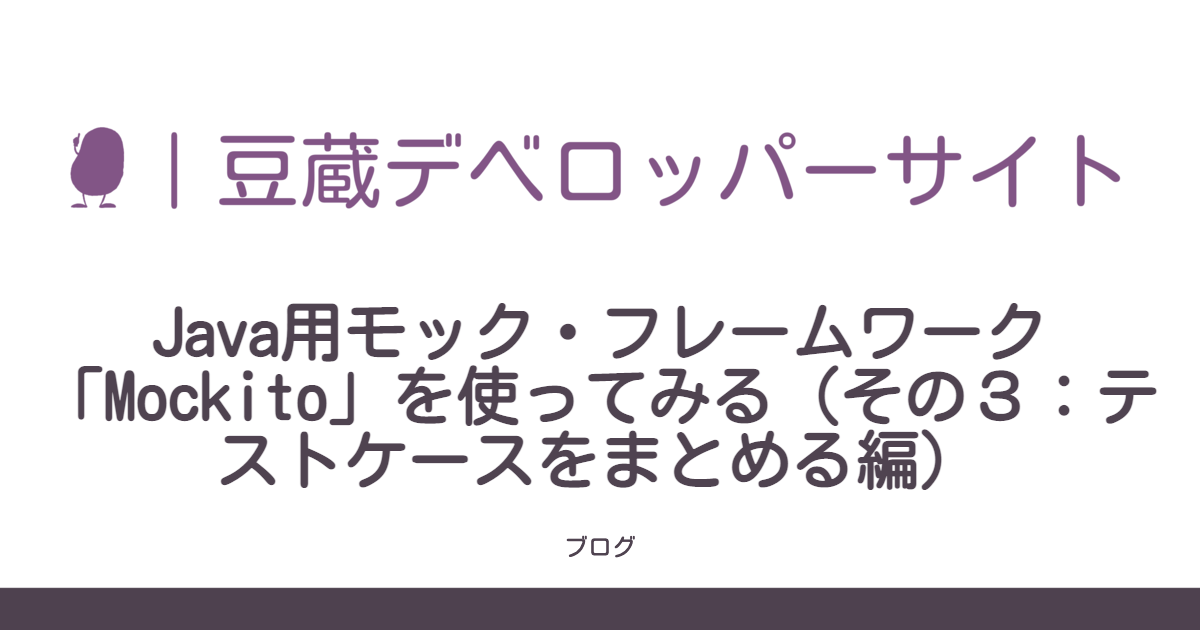 ｜豆蔵デベロッパーサイト
Java用モック・フレームワーク
「Mockito」を使ってみる（その３：テ
ストケースをまとめる編）
ブログ